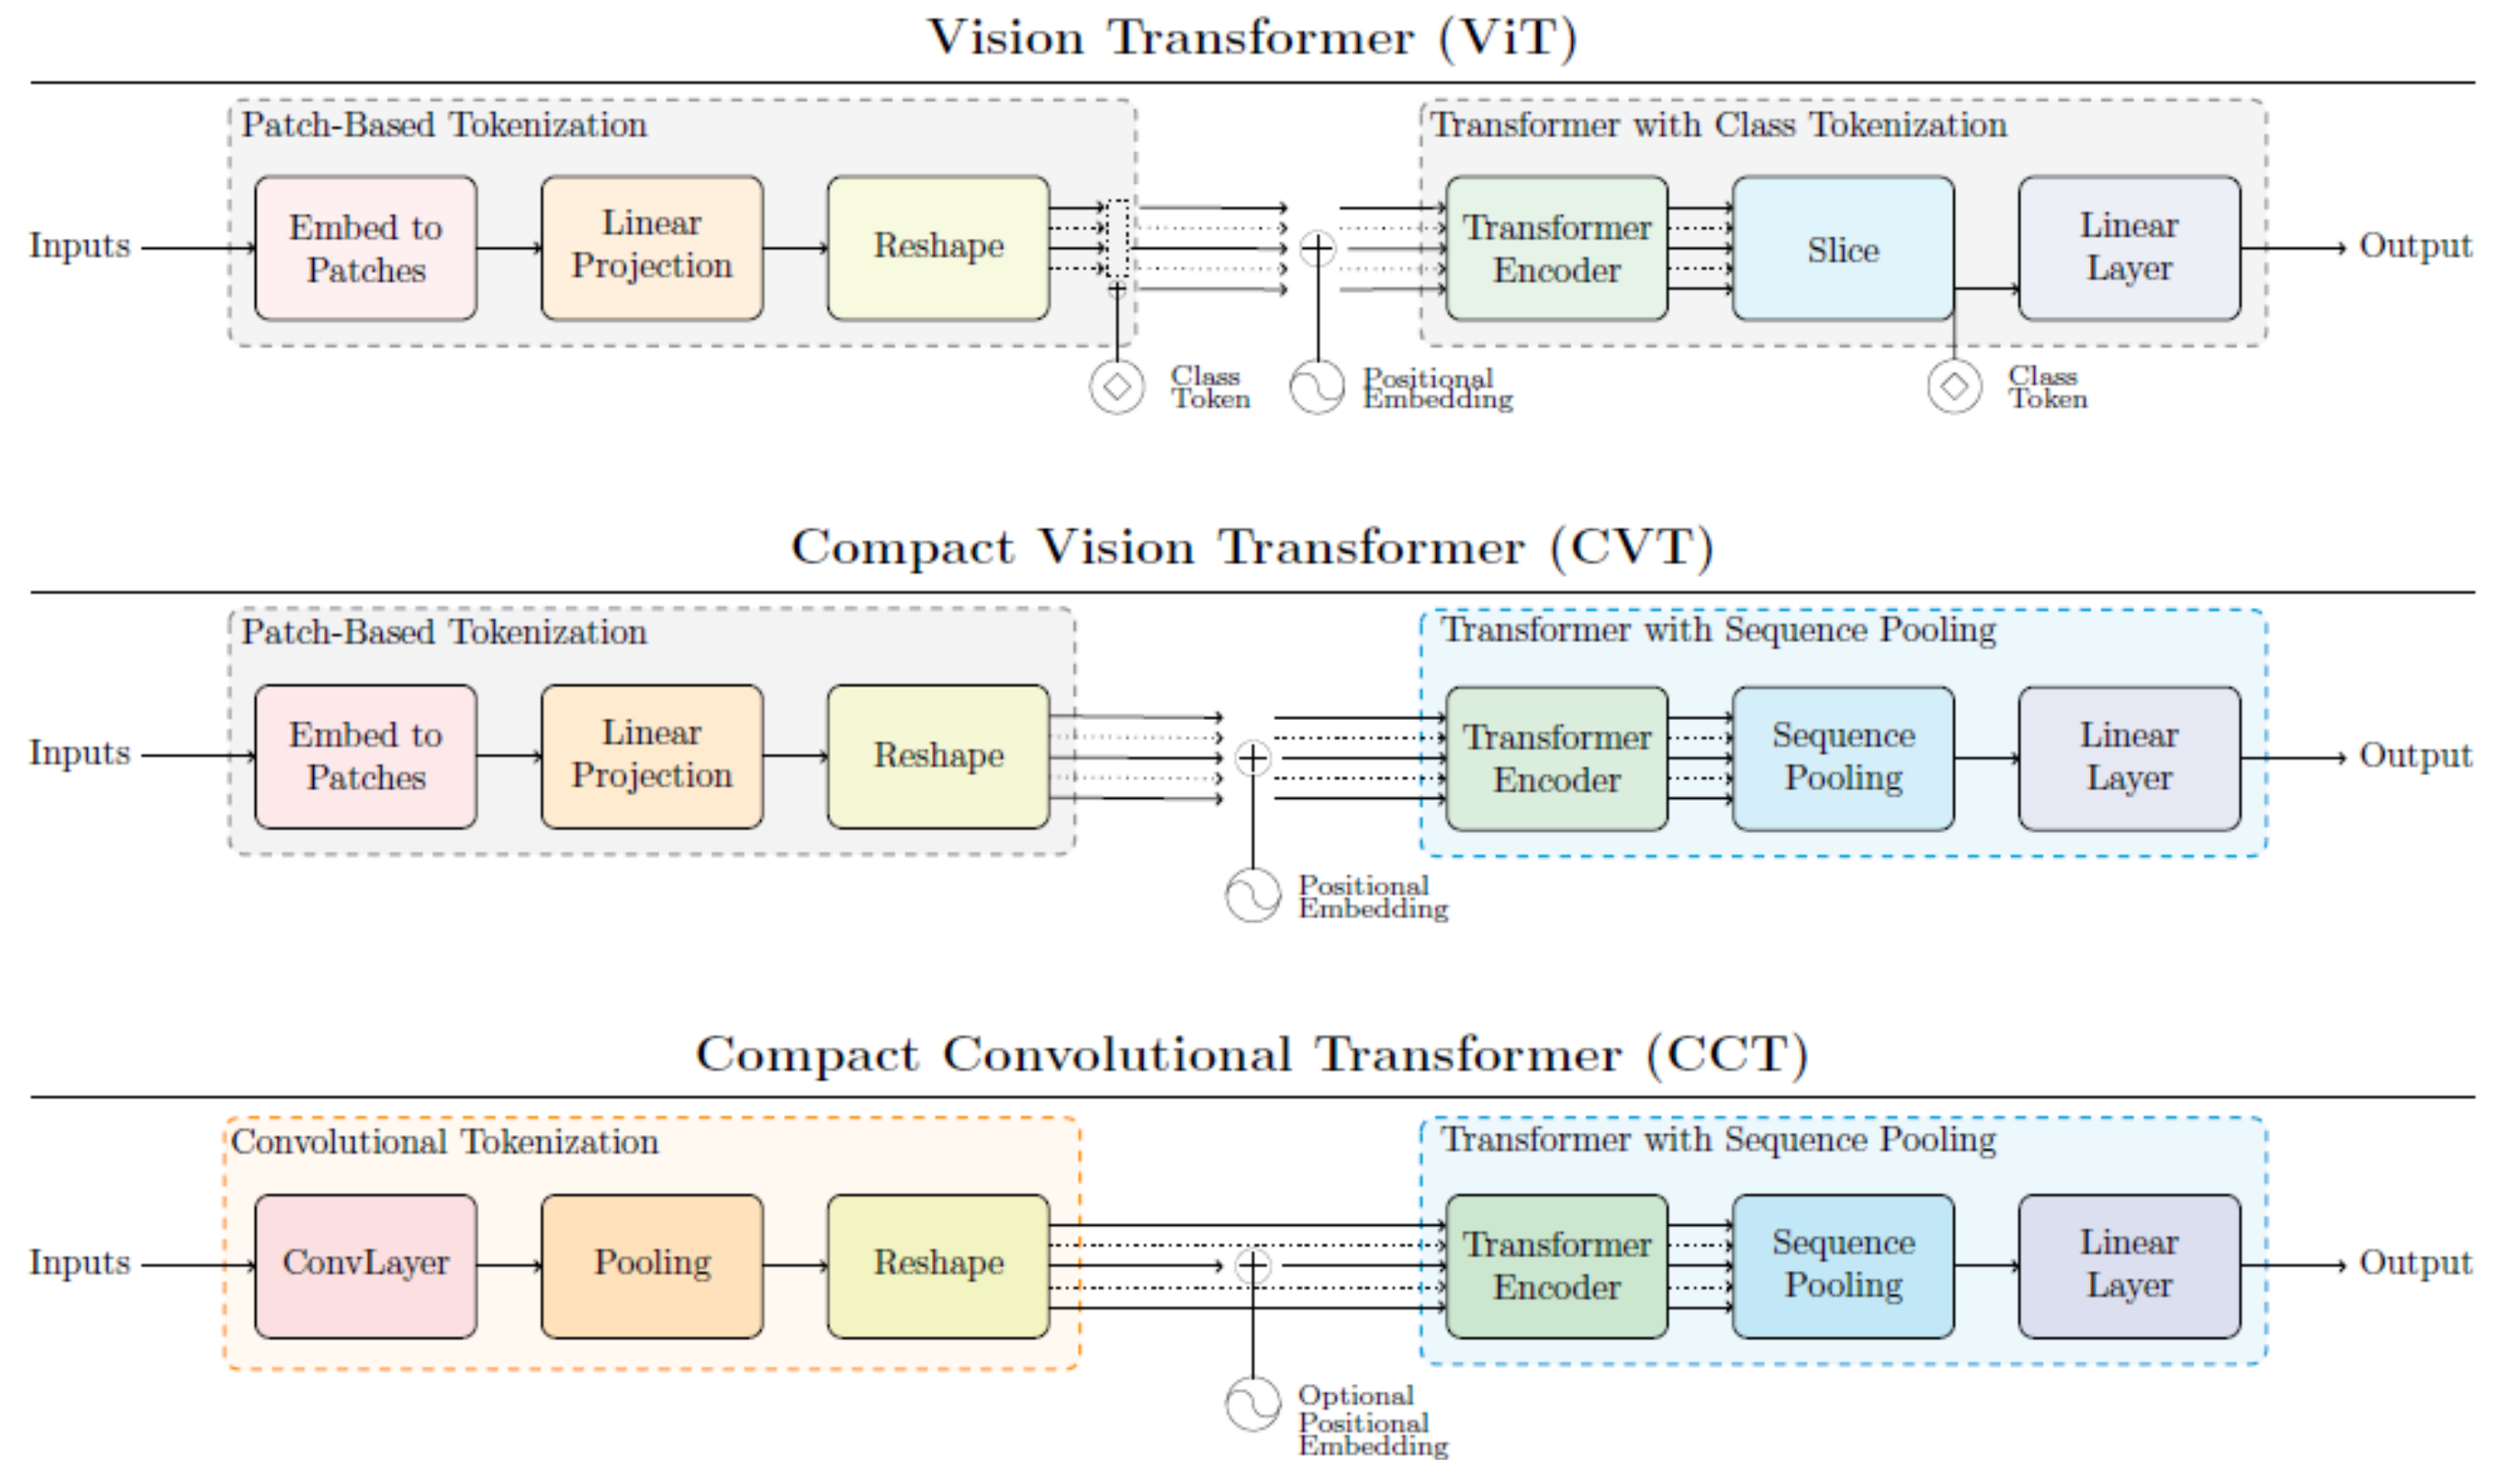 Vision Transformer (ViT)
Patch-Based Tokenization
Transformer with Class Tokenization
Inputs
Embed to
Patches
Linear
Projection
Reshape
Transformer
Encoder
Slice
Linear
Layer
Output
Class
Token
Positional
Embedding
Class
Token
Compact Vision Transformer (CVT)
Patch-Based Tokenization
Transformer with Sequence Pooling
Inputs
Embed to
Patches
Linear
Projection
Reshape
Transformer
Encoder
Sequence
Pooling
Linear
Layer
Output
Positional
Embedding
Compact Convolutional Transformer (CCT)
Convolutional Tokenization
Transformer with Sequence Pooling
Inputs
ConvLayer
Pooling
Reshape
Transformer
Encoder
Sequence
Pooling
Linear
Layer
Output
Optional
Positional
Embedding